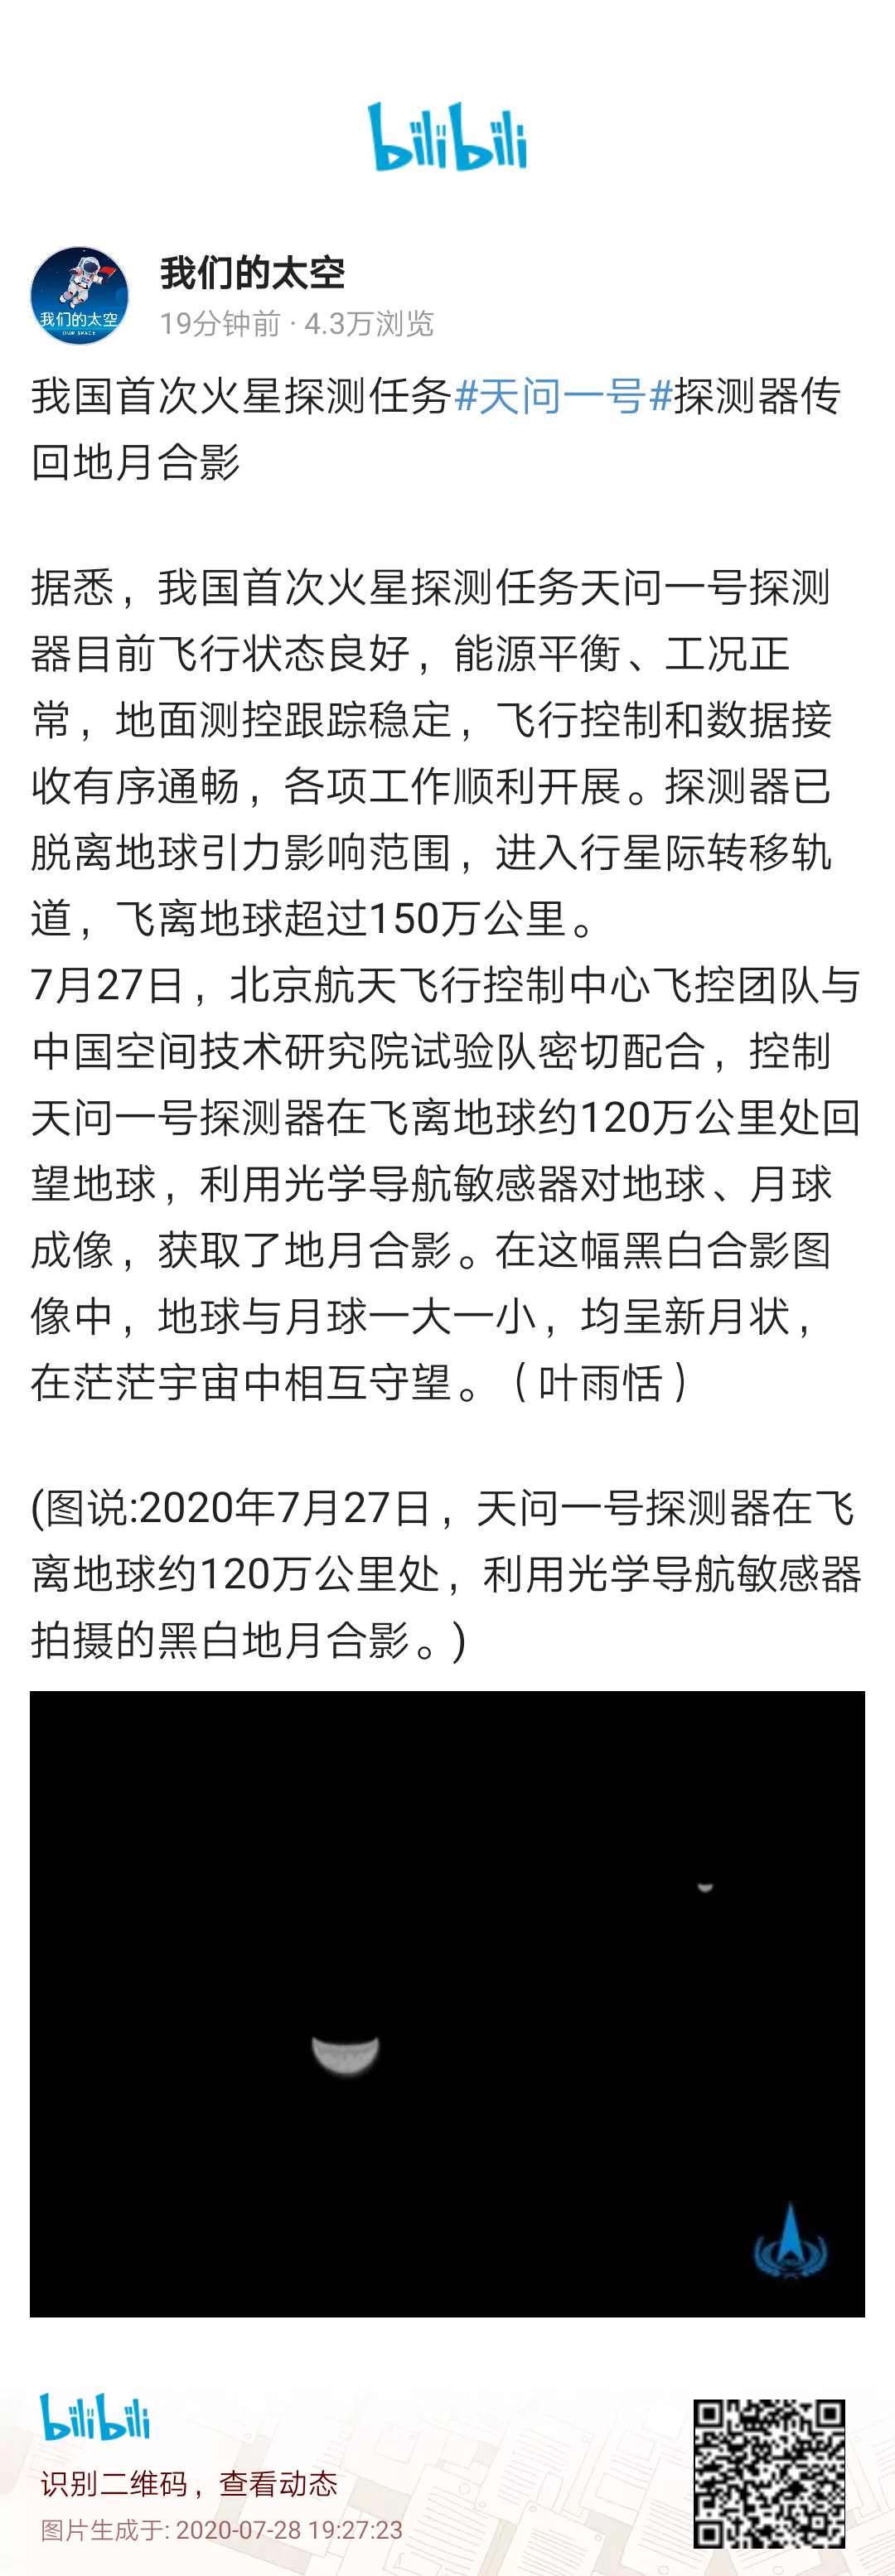 bilibili
我们的太空
我们的太空
OUR SPACE
19分钟前 · 4.3万浏览
我国首次火星探测任务#天问一号#探测器传
回地月合影
据悉，我国首次火星探测任务天问一号探测
器目前飞行状态良好，能源平衡、工况正
常，地面测控跟踪稳定，飞行控制和数据接
收有序通畅，各项工作顺利开展。探测器已
脱离地球引力影响范围，进入行星际转移轨
道，飞离地球超过150万公里。
7月27日，北京航天飞行控制中心飞控团队与
中国空间技术研究院试验队密切配合，控制
天问一号探测器在飞离地球约120万公里处回
望地球，利用光学导航敏感器对地球、月球
成像，获取了地月合影。在这幅黑白合影图
像中，地球与月球一大一小，均呈新月状，
在茫茫宇宙中相互守望。（叶雨恬）
(图说:2020年7月27日，天问一号探测器在飞
离地球约120万公里处，利用光学导航敏感器
拍摄的黑白地月合影。)
bilibili
识别二维码，查看动态
图片生成于: 2020-07-28 19:27:23